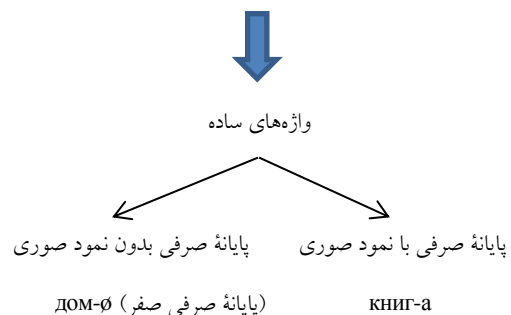 واژه‌های ساده
پایانهٔ صرفی با نمود صوری
پایانهٔ صرفی بدون نمود صوری
книг-а
дом-ø (پایانهٔ صرفی صفر)